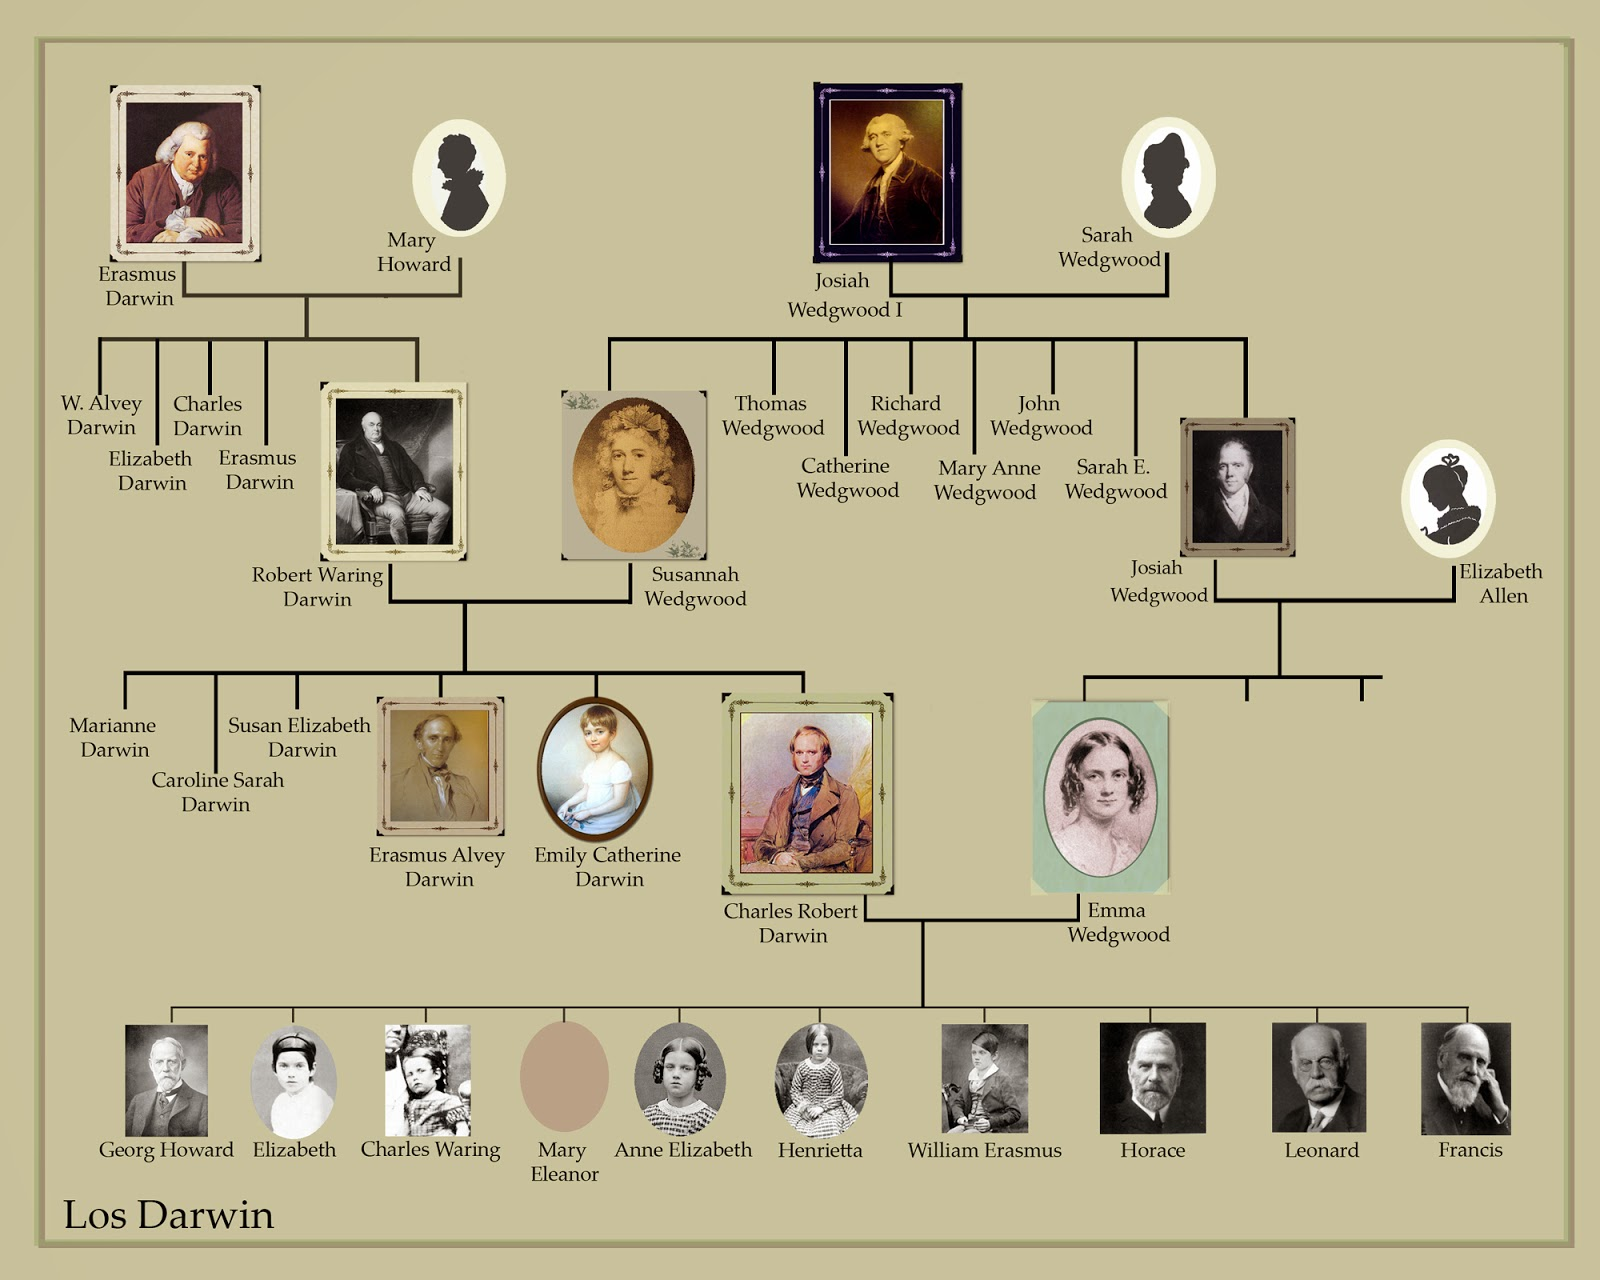 Erasmus
Darwin
Mary
Howard
Josiah
Wedgwood I
Sarah
Wedgwood
W. Alvey
Darwin
Elizabeth
Darwin
Charles
Darwin
Erasmus
Darwin
Robert Waring
Darwin
Susannah
Wedgwood
Thomas
Wedgwood
Catherine
Wedgwood
Richard
Wedgwood
Mary Anne
Wedgwood
John
Wedgwood
Sarah E.
Wedgwood
Josiah
Wedgwood
Elizabeth
Allen
Marianne
Darwin
Caroline Sarah
Darwin
Susan Elizabeth
Darwin
Erasmus Alvey
Darwin
Emily Catherine
Darwin
Charles Robert
Darwin
Emma
Wedgwood
Georg Howard
Elizabeth
Charles Waring
Mary
Eleanor
Anne Elizabeth
Henrietta
William Erasmus
Horace
Leonard
Francis
Los Darwin